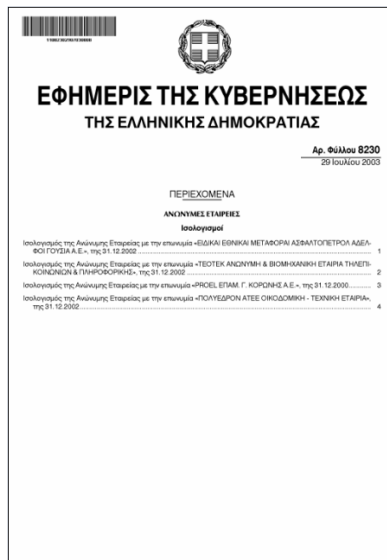 ΕΦΗΜΕΡΙΣ ΤΗΣ ΚΥΒΕΡΝΗΣΕΩΣ
ΤΗΣ ΕΛΛΗΝΙΚΗΣ ΔΗΜΟΚΡΑΤΙΑΣ
Αρ. Φύλλου 8230
29 Ιουλίου 2003
ΠΕΡΙΕΧΟΜΕΝΑ
ΑΝΩΝΥΜΕΣ ΕΤΑΙΡΕΙΕΣ
Ισολογισμοί
Ισολογισμός της Ανώνυμης Εταιρείας με την επωνυμία «ΕΙΔΙΚΑΙ ΕΘΝΙΚΑΙ ΜΕΤΑΦΟΡΑΙ ΑΣΦΑΛΤΟΠΕΤΡΟΛ ΑΔΕΛ-
ΦΟΙ ΓΟΥΣΙΑ Α.Ε.», της 31.12.2002 ... 1
Ισολογισμός της Ανώνυμης Εταιρείας με την επωνυμία «ΤΕΟΤΕΚ ΑΝΩΝΥΜΗ & ΒΙΟΜΗΧΑΝΙΚΗ ΕΤΑΙΡΙΑ ΤΗΛΕΠΙ-
ΚΟΙΝΩΝΙΩΝ & ΠΛΗΡΟΦΟΡΙΚΗΣ», της 31.12.2002 ... 2
Ισολογισμός της Ανώνυμης Εταιρείας με την επωνυμία «PROEL ΕΠΑΜ. Γ. ΚΟΡΩΝΗΣ Α.Ε.», της 31.12.2000 ... 3
Ισολογισμός της Ανώνυμης Εταιρείας με την επωνυμία «ΠΟΛΥΕΔΡΟΝ ΑΤΕΕ ΟΙΚΟΔΟΜΙΚΗ - ΤΕΧΝΙΚΗ ΕΤΑΙΡΙΑ»,
της 31.12.2002 ... 4